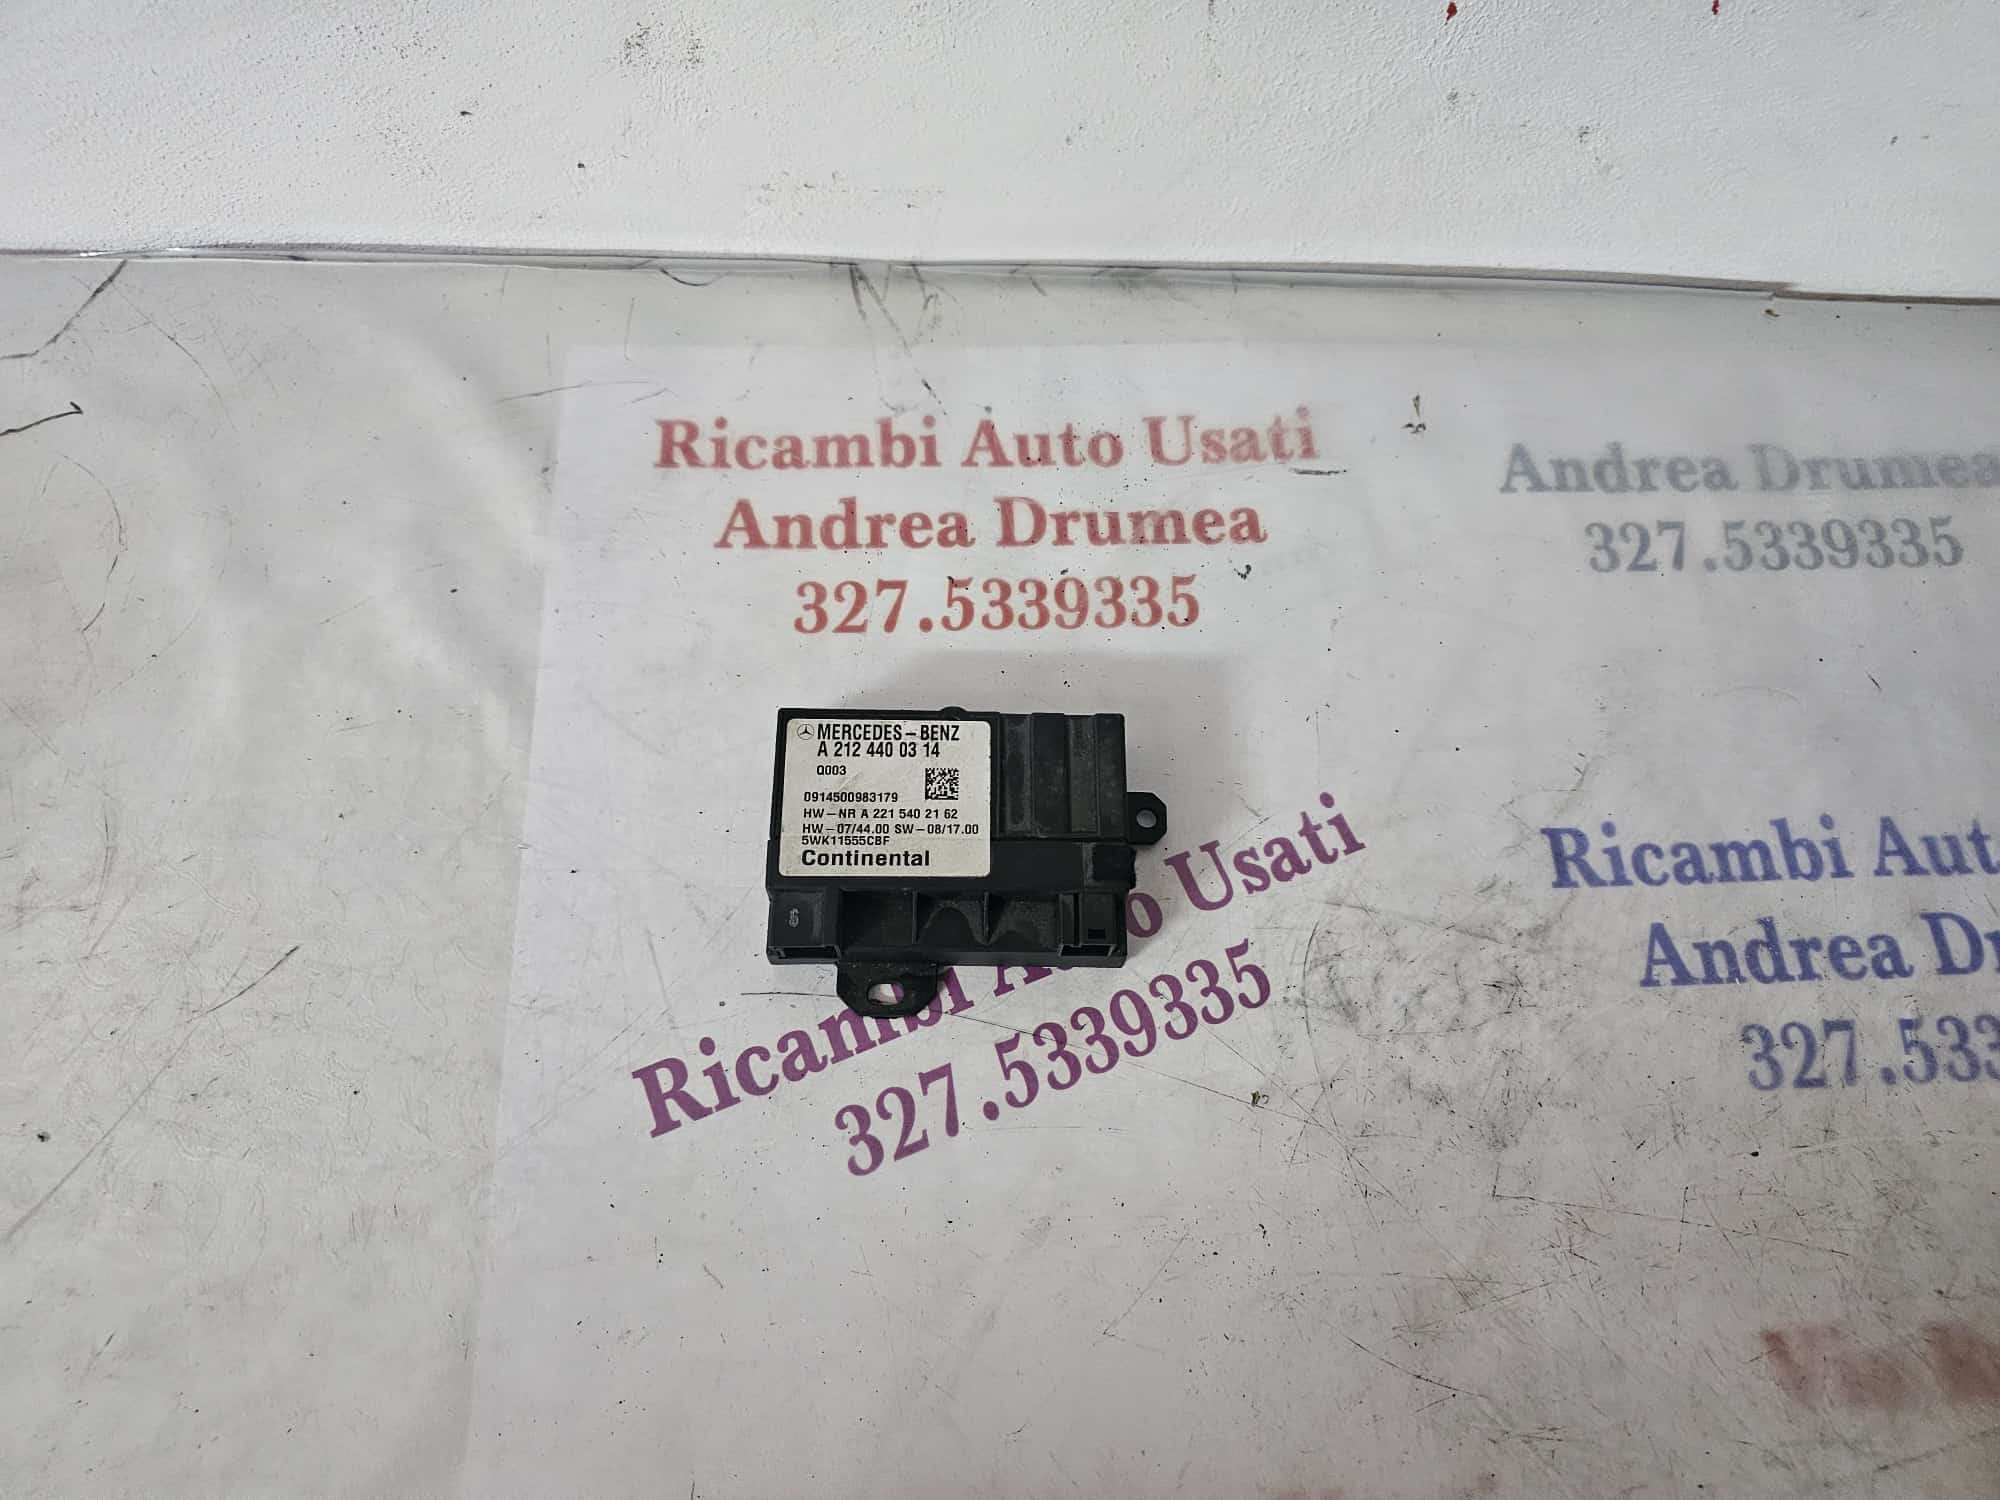 Ricambi Auto Usati
Andrea Drumea
327.5339335
Andrea Drumea
327.5339335
MERCEDES-BENZ
A 212 440 03 14
Q003
0914500983179
HW-NR A 221 540 21 62
HW-07/44.00 SW-08/17.00
5WK11555CBF
Continental
Ricambi Usati
327.5339335
Ricambi Aut
Andrea Dr
327.533